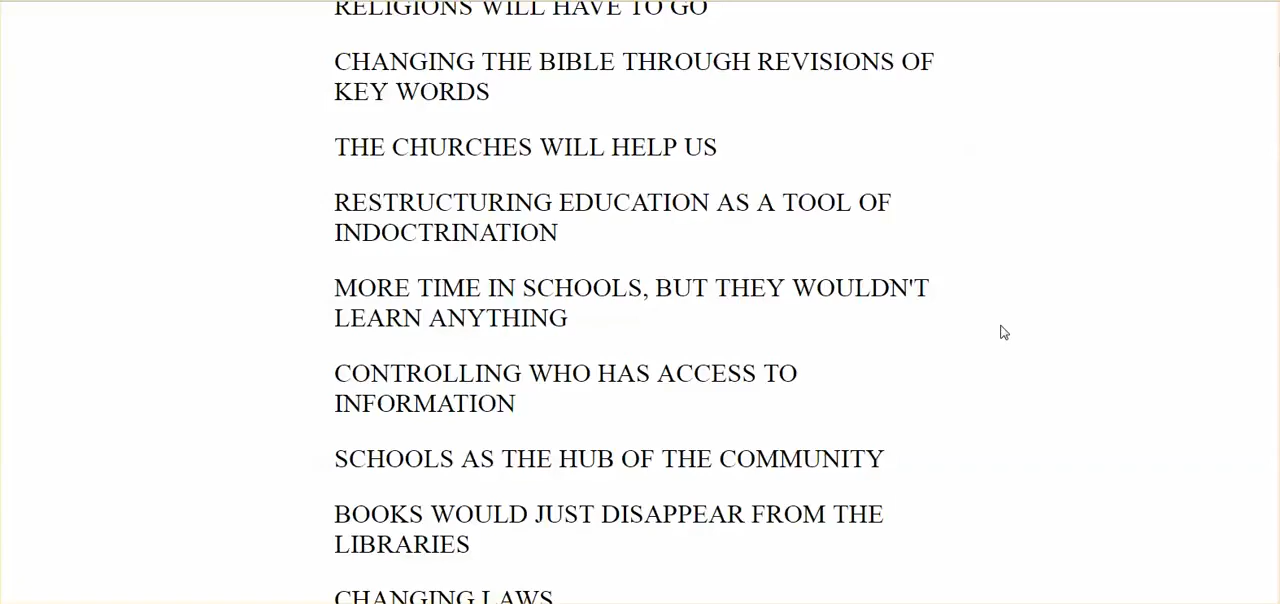 RELIGIONS WILL HAVE TO GO
CHANGING THE BIBLE THROUGH REVISIONS OF
KEY WORDS
THE CHURCHES WILL HELP US
RESTRUCTURING EDUCATION AS A TOOL OF
INDOCTRINATION
MORE TIME IN SCHOOLS, BUT THEY WOULDN'T
LEARN ANYTHING
CONTROLLING WHO HAS ACCESS TO
INFORMATION
SCHOOLS AS THE HUB OF THE COMMUNITY
BOOKS WOULD JUST DISAPPEAR FROM THE
LIBRARIES
CHANGING LAWS